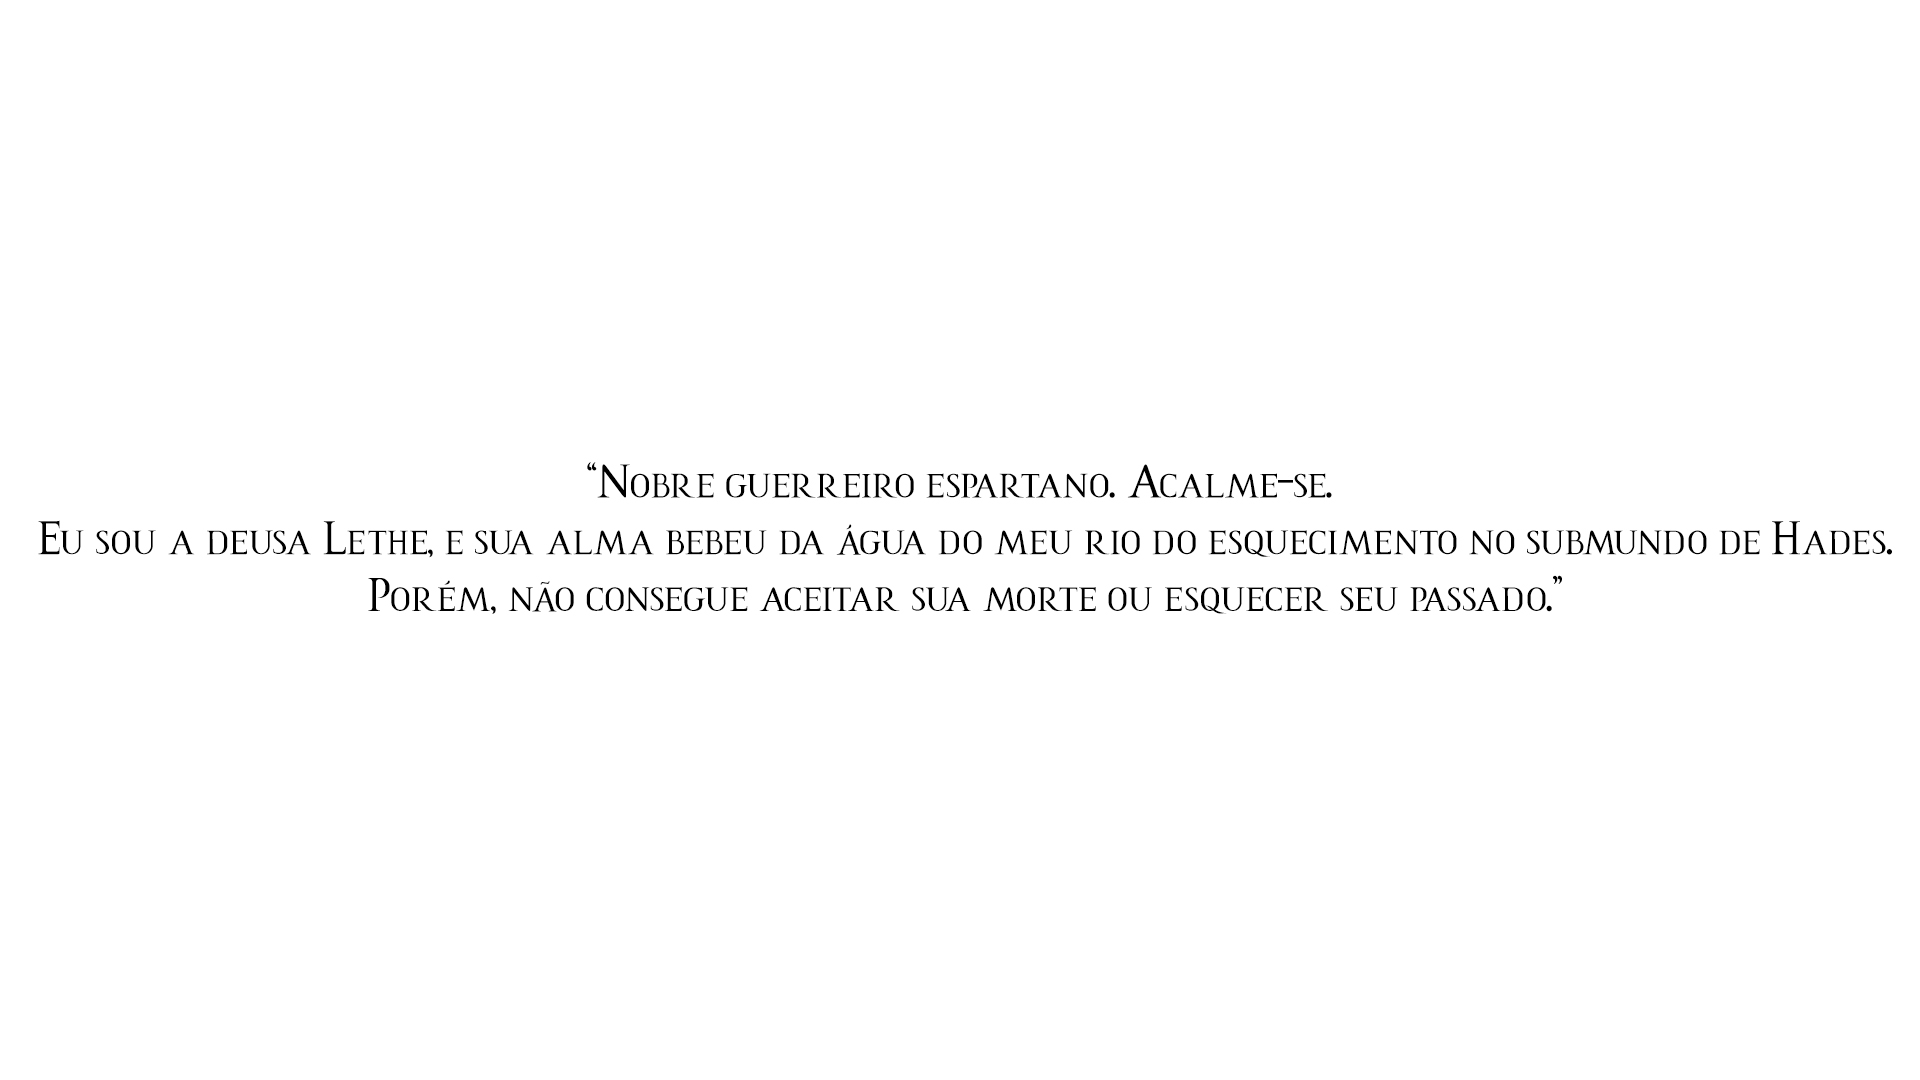 “Nobre guerreiro espartano. Acalme-se.
Eu sou a deusa Lethe, e sua alma bebeu da água do meu rio do esquecimento no submundo de Hades.
Porém, não consegue aceitar sua morte ou esquecer seu passado.”